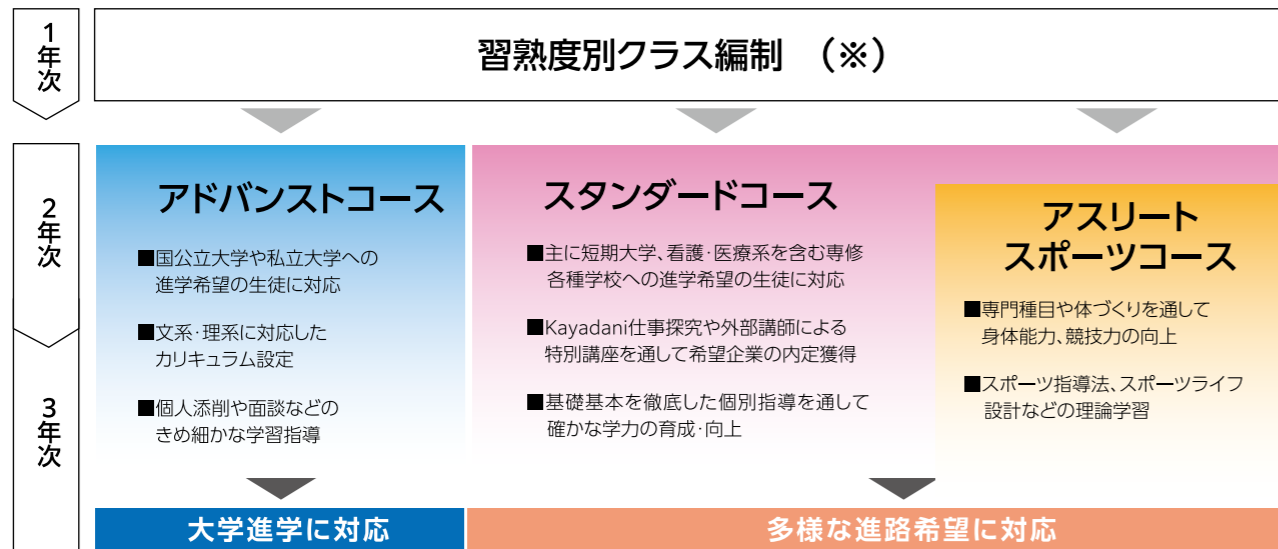 1年次
習熟度別クラス編制 （※）
2年次
3年次
アドバンストコース
■国公立大学や私立大学への
進学希望の生徒に対応
■文系・理系に対応した
カリキュラム設定
■個人添削や面談などの
きめ細かな学習指導
大学進学に対応
スタンダードコース
■主に短期大学、看護・医療系を含む専修
各種学校への進学希望の生徒に対応
■Kayadani仕事探究や外部講師による
特別講座を通して希望企業の内定獲得
■基礎基本を徹底した個別指導を通して
確かな学力の育成・向上
アスリート
スポーツコース
■専門種目や体づくりを通して
身体能力、競技力の向上
■スポーツ指導法、スポーツライフ
設計などの理論学習
多様な進路希望に対応